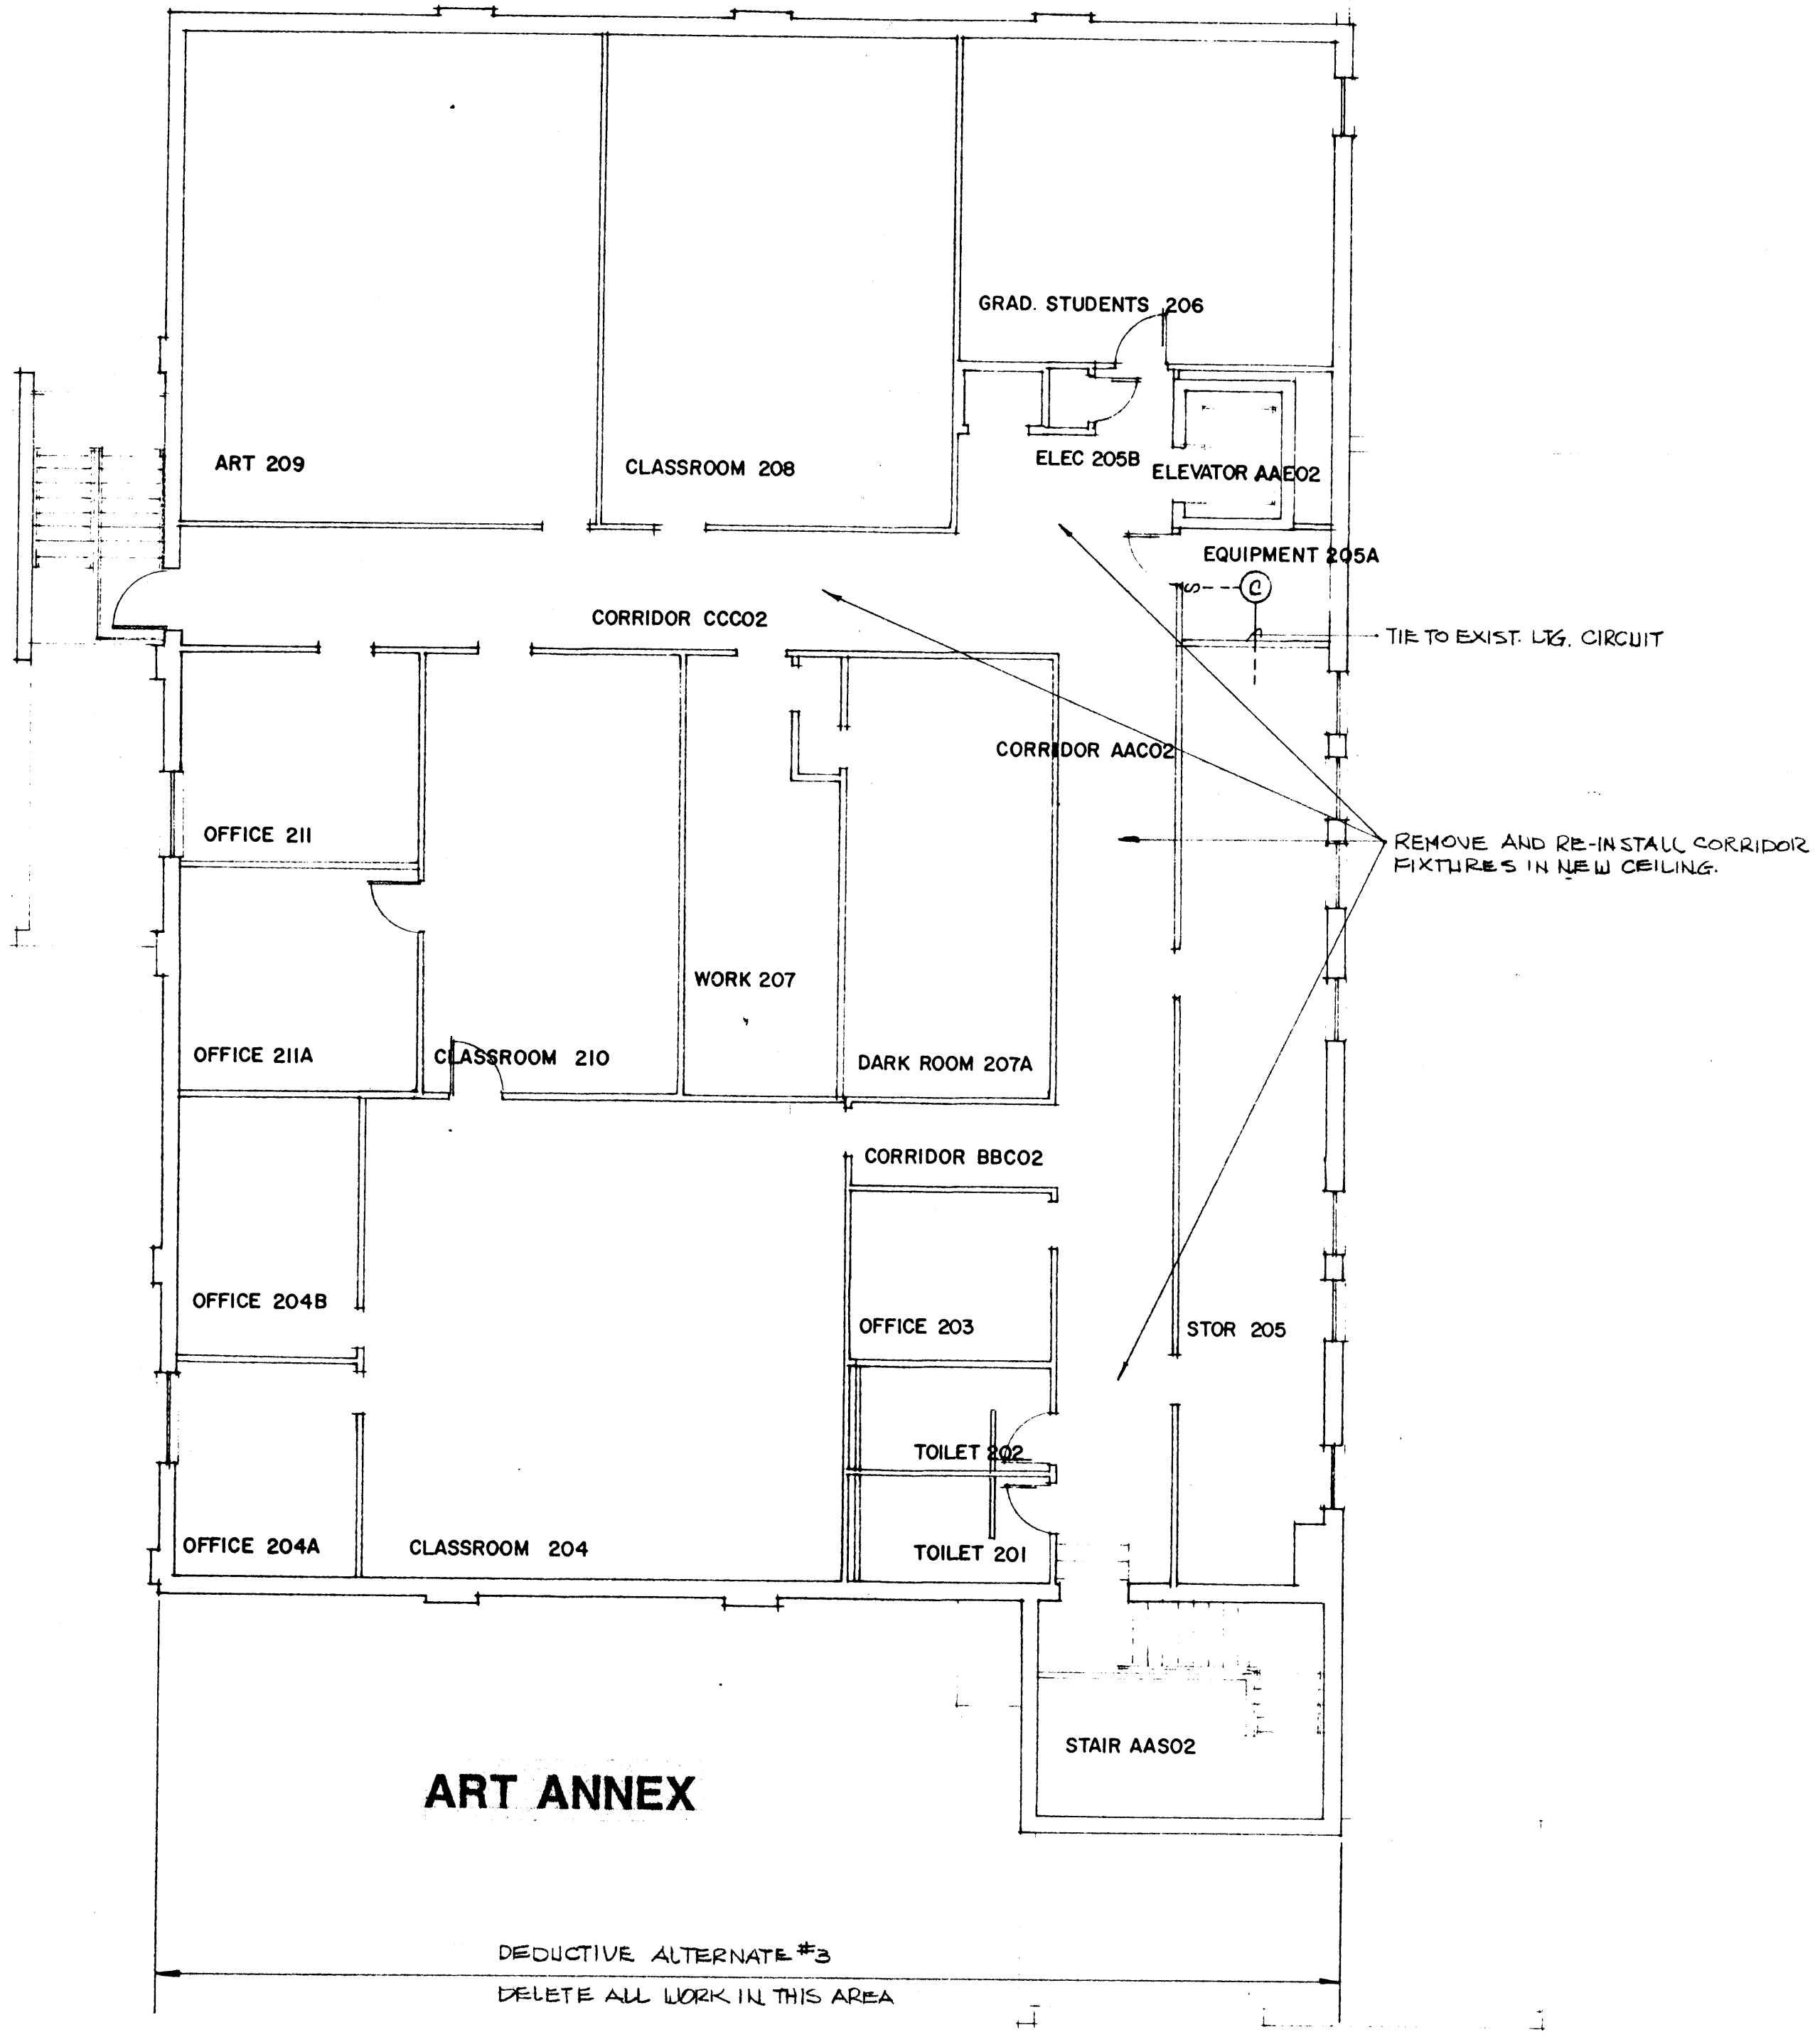 GRAD. STUDENTS 206
ART 209
CLASSROOM 208
ELEC 205B
ELEVATOR AAE02
EQUIPMENT 205A
S
C
CORRIDOR CCC02
TIE TO EXIST. LTG. CIRCUIT
CORRIDOR AAC02
OFFICE 211
REMOVE AND RE-INSTALL CORRIDOR
FIXTURES IN NEW CEILING.
WORK 207
OFFICE 211A
CLASSROOM 210
DARK ROOM 207A
CORRIDOR BBC02
OFFICE 204B
OFFICE 203
STOR 205
TOILET 202
OFFICE 204A
CLASSROOM 204
TOILET 201
STAIR AAS02
ART ANNEX
DEDUCTIVE ALTERNATE #3
DELETE ALL WORK IN THIS AREA